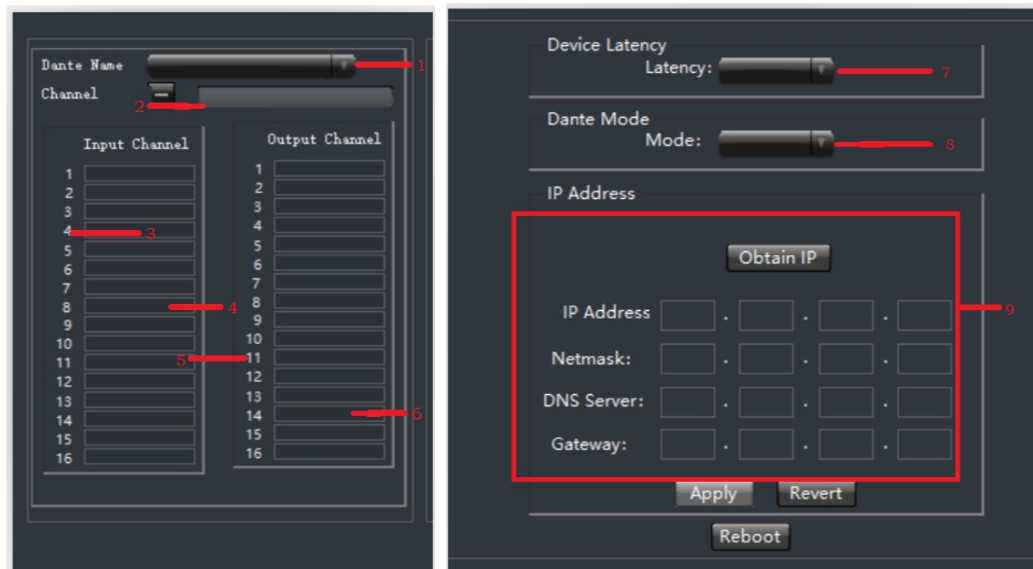 Dante Name
1
Channel
2
Input Channel
1
2
3
4
3
5
6
7
8
4
9
10
11
12
13
14
15
16
Output Channel
1
2
3
4
5
6
7
8
9
10
5
11
12
13
14
6
15
16
Device Latency
Latency:
7
Dante Mode
Mode:
8
IP Address
Obtain IP
IP Address . . .
9
Netmask: . . .
DNS Server: . . .
Gateway: . . .
Apply Revert
Reboot